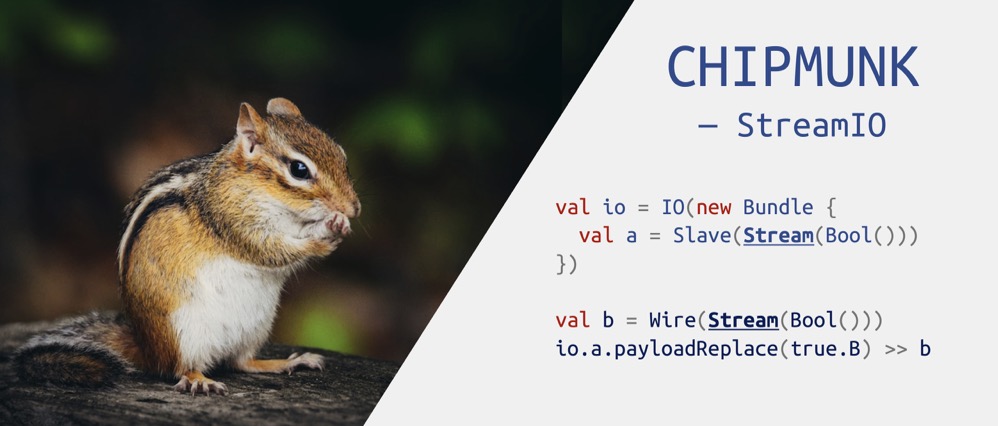 CHIPMUNK
– StreamIO
val io = IO(new Bundle {
  val a = Slave(Stream(Bool()))
})
val b = Wire(Stream(Bool()))
io.a.payloadReplace(true.B) >> b